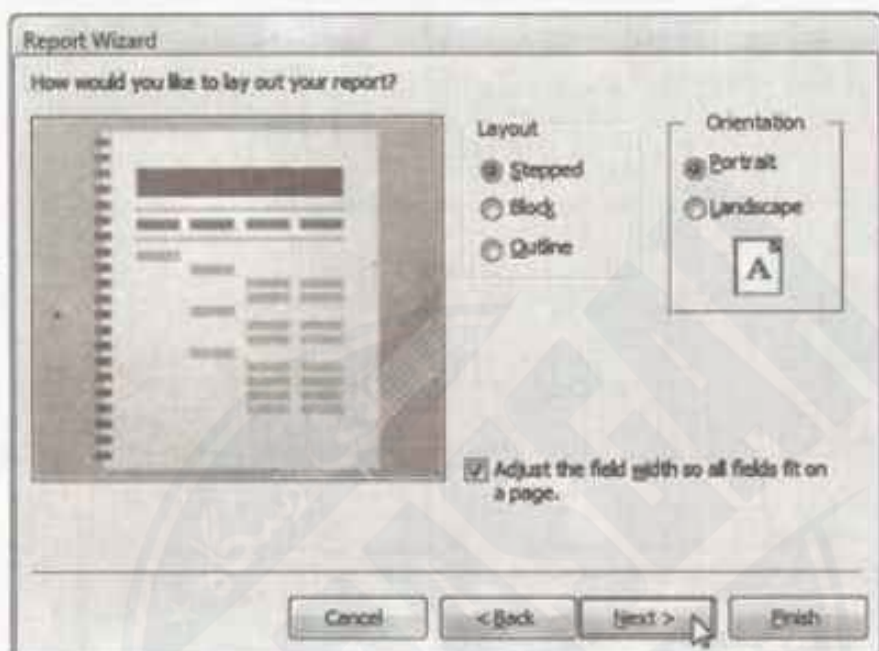 Report Wizard
How would you like to lay out your report?
Layout
Stepped
Block
Outline
Orientation
Portrait
Landscape
A
Adjust the field width so all fields fit on
a page.
Cancel
< Back
Next >
Finish